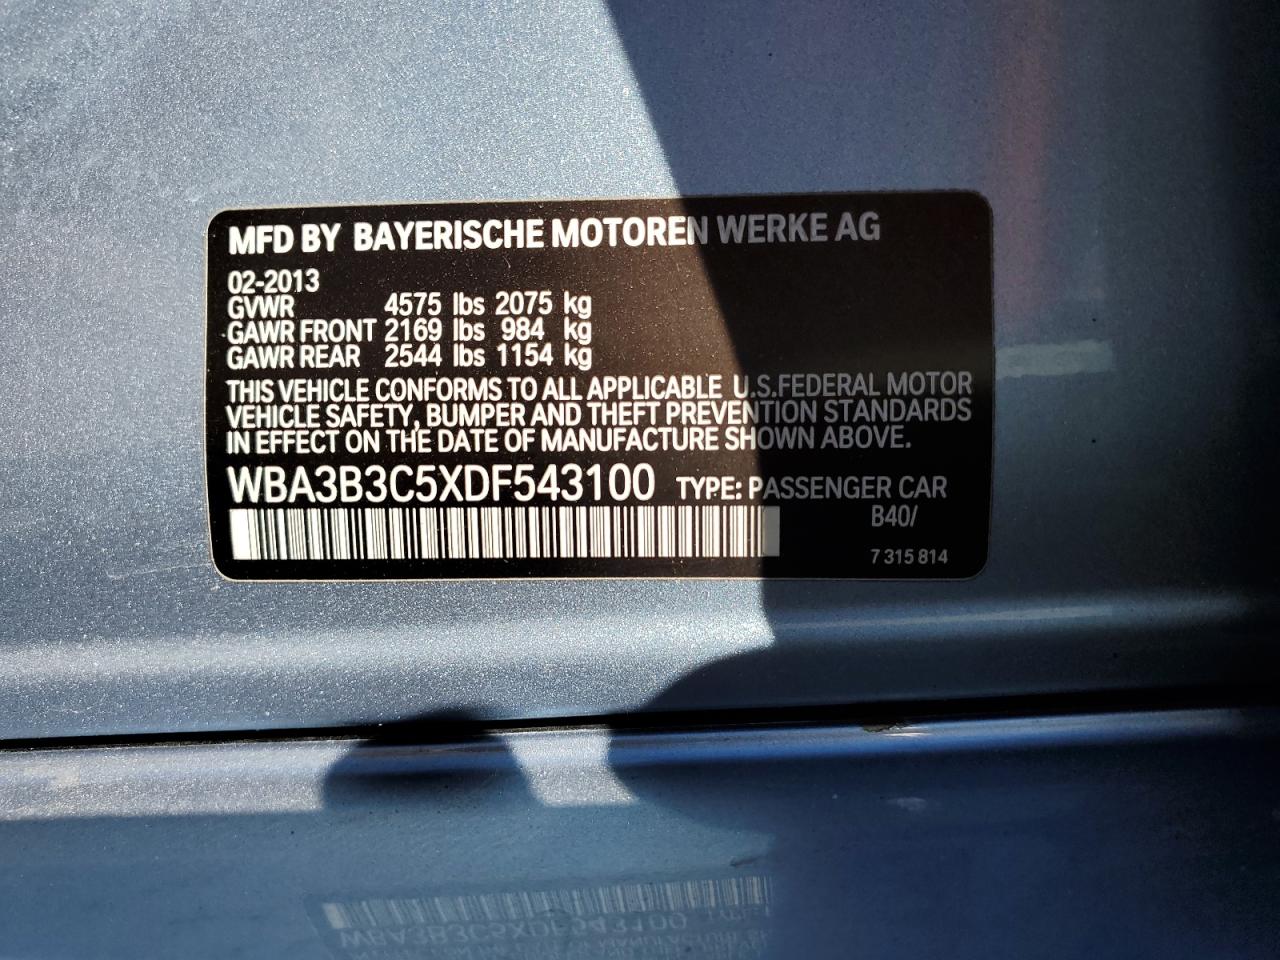 MFD BY BAYERISCHE MOTOREN WERKE AG
02-2013
GVWR 4575 lbs 2075 kg
GAWR FRONT 2169 lbs 984 kg
GAWR REAR 2544 lbs 1154 kg
THIS VEHICLE CONFORMS TO ALL APPLICABLE U.S.FEDERAL MOTOR
VEHICLE SAFETY, BUMPER AND THEFT PREVENTION STANDARDS
IN EFFECT ON THE DATE OF MANUFACTURE SHOWN ABOVE.
WBA3B3C5XDF543100 TYPE: PASSENGER CAR
B40/
7 315 814
WBA3B3C5XDF543100